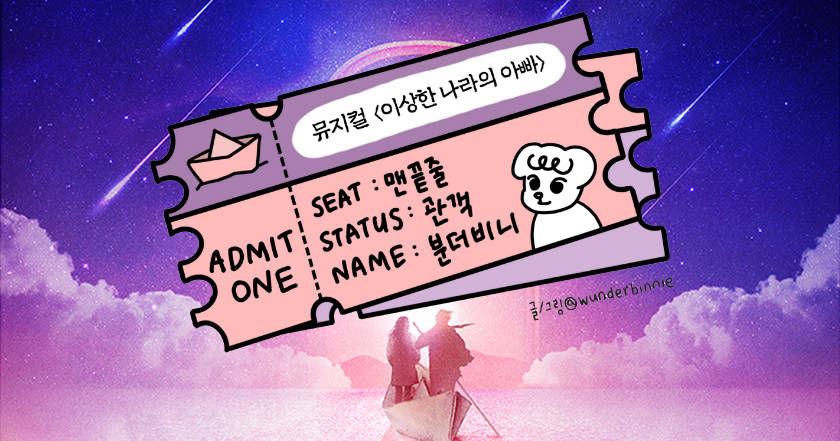 뮤지컬 <이상한 나라의 아빠>
SEAT : 맨끝줄
STATUS : 관객
NAME : 분더비니
ADMIT
ONE
글/그림@wunderbinnie